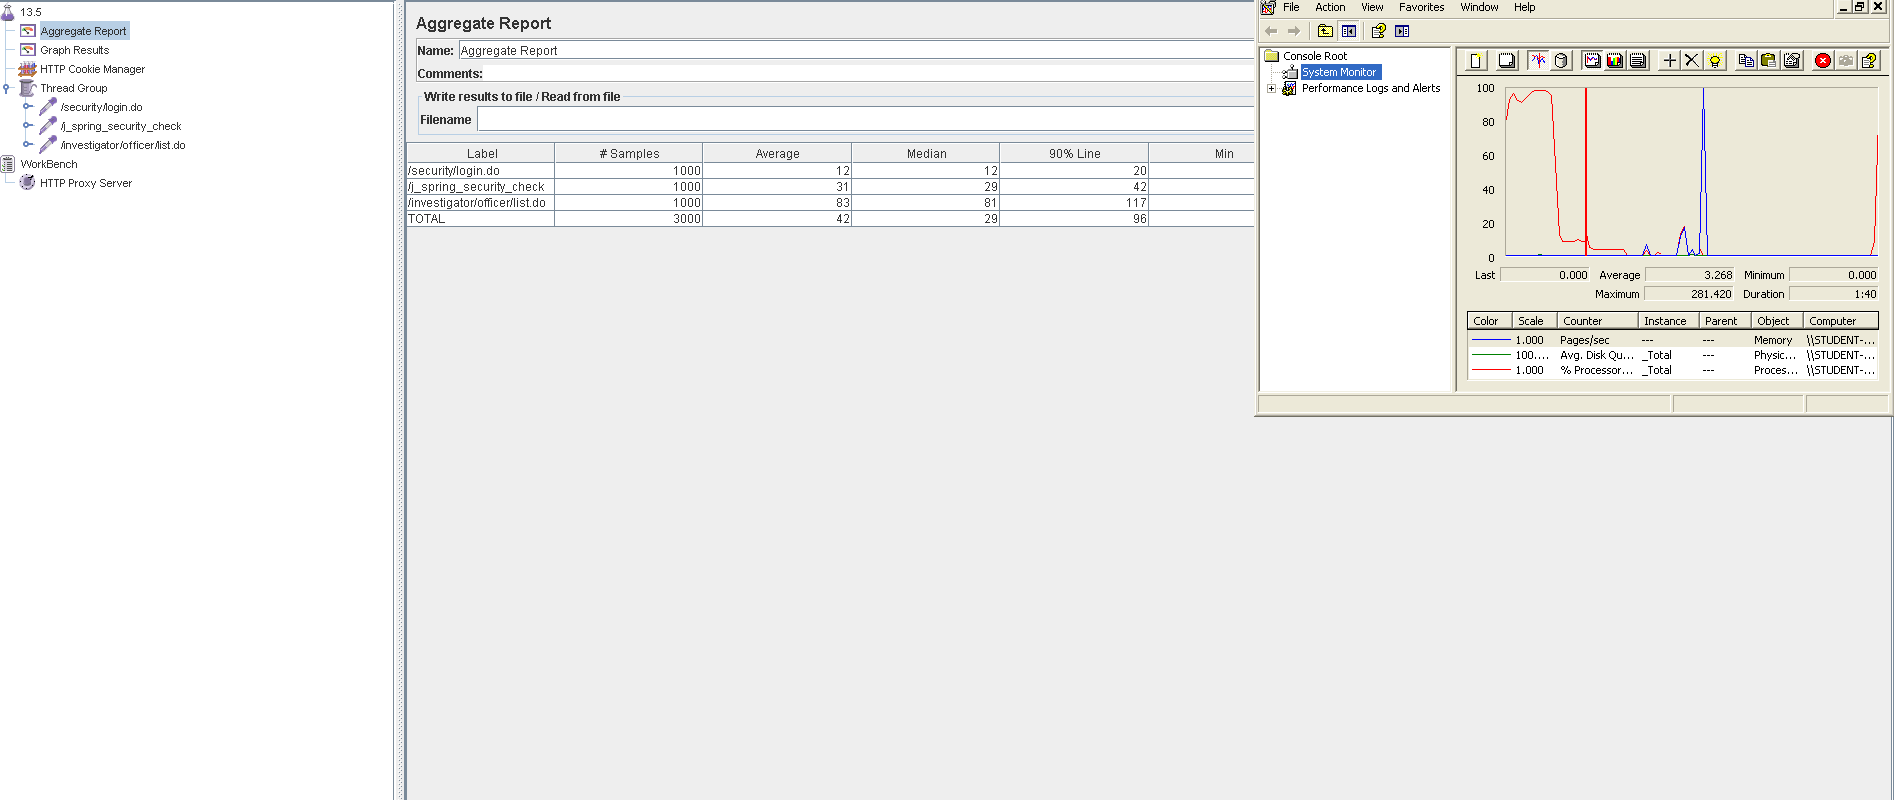 13.5
Aggregate Report
Graph Results
HTTP Cookie Manager
Thread Group
/security/login.do
/j_spring_security_check
/investigator/officer/list.do
WorkBench
HTTP Proxy Server
Aggregate Report
Name: Aggregate Report
Comments:
Write results to file / Read from file
Filename
Label # Samples Average Median 90% Line Min
/security/login.do 1000 12 12 20
/j_spring_security_check 1000 31 29 42
/investigator/officer/list.do 1000 83 81 117
TOTAL 3000 42 29 96
File Action View Favorites Window Help
Console Root
System Monitor
Performance Logs and Alerts
100
80
60
40
20
0
Last 0.000 Average 3.268 Minimum 0.000
Maximum 281.420 Duration 1:40
Color Scale Counter Instance Parent Object Computer
1.000 Pages/sec --- --- Memory \\STUDENT-...
100.... Avg. Disk Qu... _Total --- Physic... \\STUDENT-...
1.000 % Processor... _Total --- Proces... \\STUDENT-...